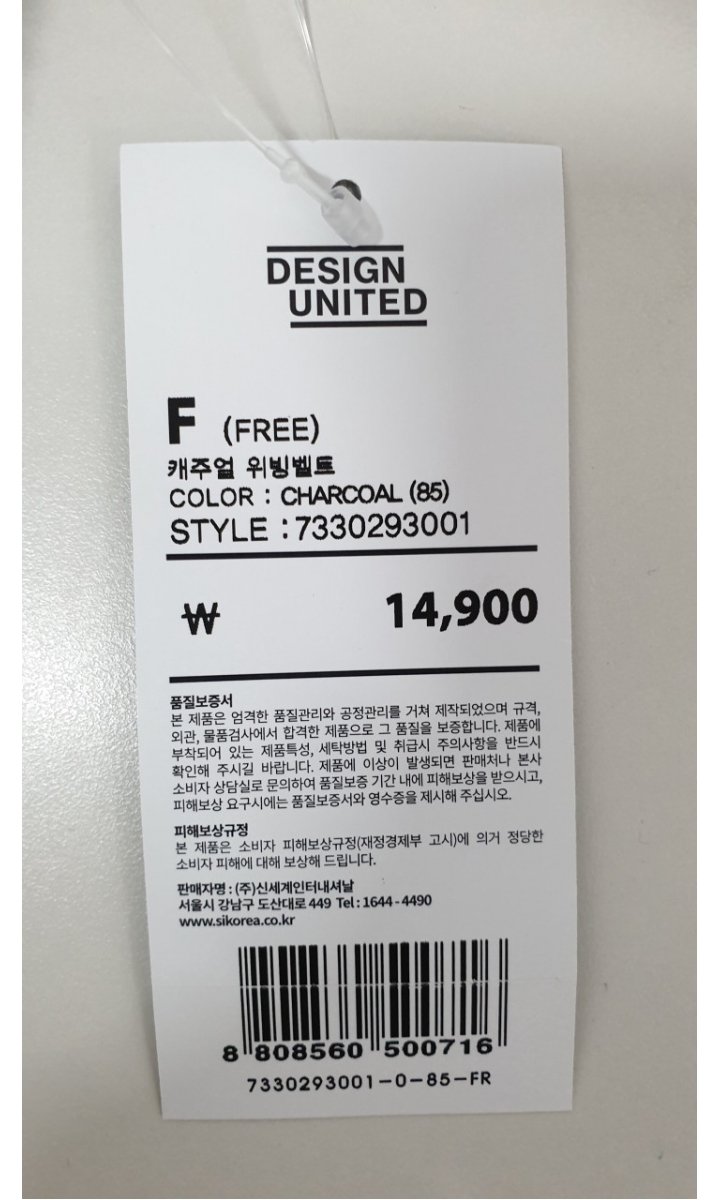 DESIGN
UNITED
F (FREE)
캐주얼 위빙벨트
COLOR : CHARCOAL (85)
STYLE : 7330293001
₩ 14,900
품질보증서
본 제품은 엄격한 품질관리와 공정관리를 거쳐 제작되었으며 규격,
외관, 물품검사에서 합격한 제품으로 그 품질을 보증합니다. 제품에
부착되어 있는 제품특성, 세탁방법 및 취급시 주의사항을 반드시
확인해 주시길 바랍니다. 제품에 이상이 발생되면 판매처나 본사
소비자 상담실로 문의하여 품질보증 기간 내에 피해보상을 받으시고,
피해보상 요구시에는 품질보증서와 영수증을 제시해 주십시오.
피해보상규정
본 제품은 소비자 피해보상규정(재정경제부 고시)에 의거 정당한
소비자 피해에 대해 보상해 드립니다.
판매자명 : (주)신세계인터내셔날
서울시 강남구 도산대로 449 Tel : 1644 - 4490
www.sikorea.co.kr
8 808560 500716
7330293001-0-85-FR